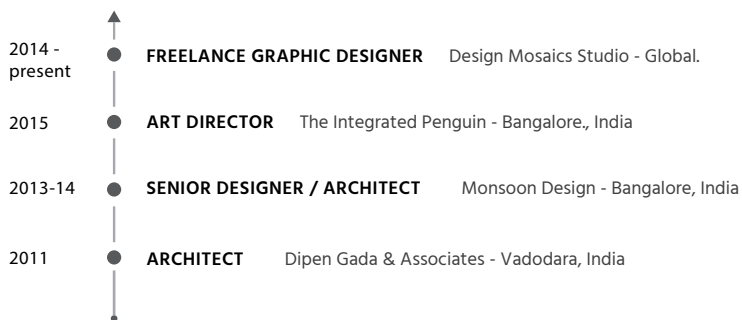 2014 - present FREELANCE GRAPHIC DESIGNER Design Mosaics Studio - Global.
2015 ART DIRECTOR The Integrated Penguin - Bangalore., India
2013-14 SENIOR DESIGNER / ARCHITECT Monsoon Design - Bangalore, India
2011 ARCHITECT Dipen Gada & Associates - Vadodara, India